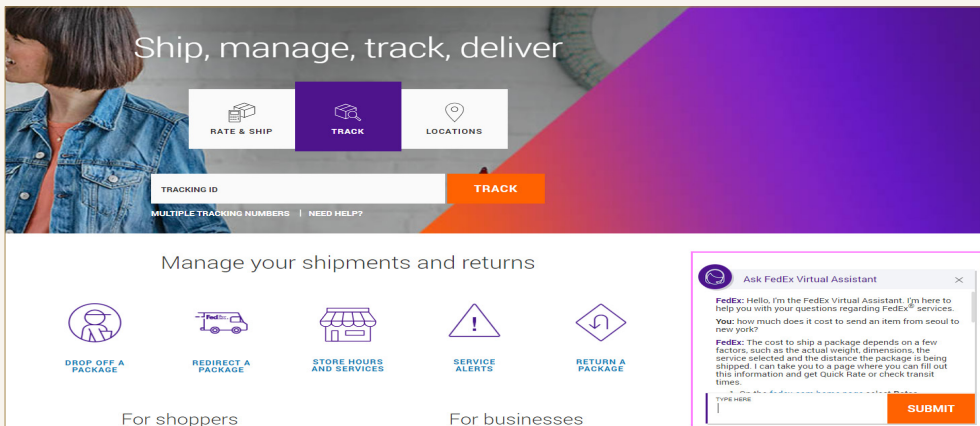 Ship, manage, track, deliver
RATE & SHIP
TRACK
LOCATIONS
TRACKING ID
TRACK
MULTIPLE TRACKING NUMBERS | NEED HELP?
Manage your shipments and returns
FedEx
DROP OFF A
PACKAGE
REDIRECT A
PACKAGE
STORE HOURS
AND SERVICES
SERVICE
ALERTS
RETURN A
PACKAGE
For shoppers
For businesses
Ask FedEx Virtual Assistant
FedEx: Hello, I'm the FedEx Virtual Assistant. I'm here to
help you with your questions regarding FedEx® services.
You: how much does it cost to send an item from seoul to
new york?
FedEx: The cost to ship a package depends on a few
factors, such as the actual weight, dimensions, the
service selected and the distance the package is being
shipped. I can take you to a page where you can fill out
this information and get Quick Rate or check transit
times.
TYPE HERE
SUBMIT